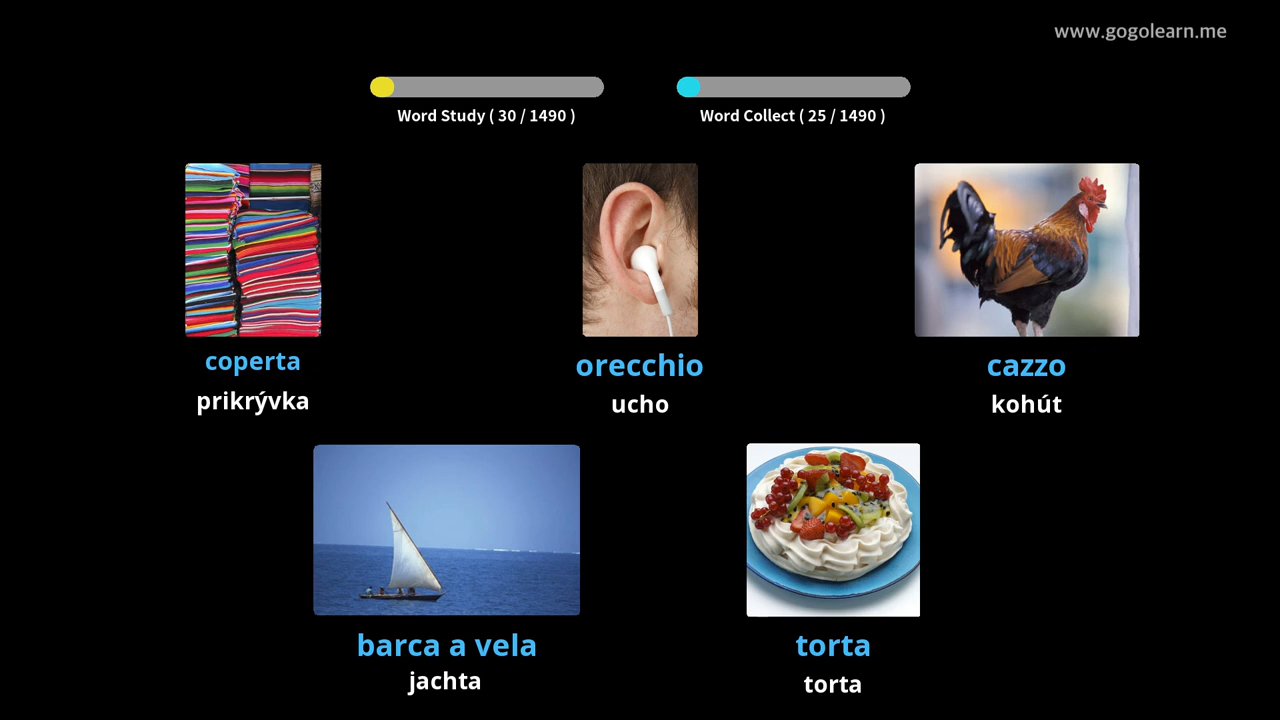 www.gogolearn.me
Word Study ( 30 / 1490 )
Word Collect ( 25 / 1490 )
coperta
prikrývka
orecchio
ucho
cazzo
kohút
barca a vela
jachta
torta
torta